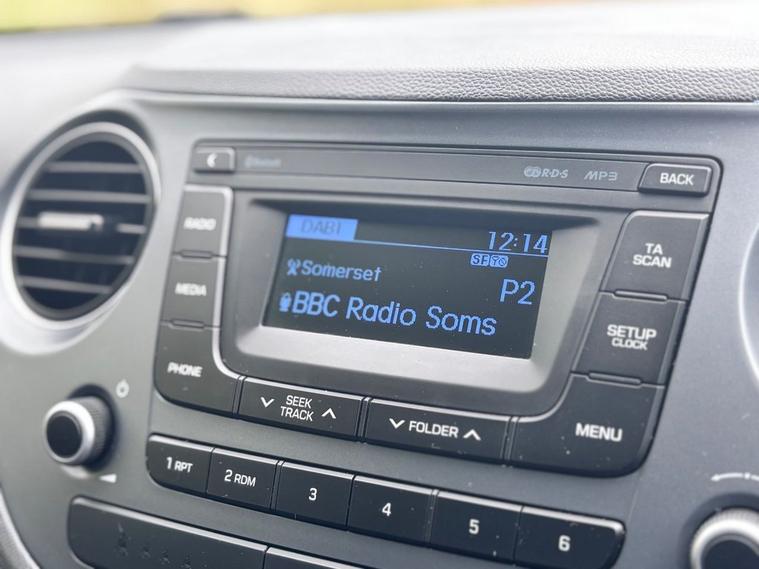 Bluetooth
R·D·S
MP3
BACK
RADIO
DAB1
12:14
TA
SCAN
SF
Somerset
P2
MEDIA
BBC Radio Soms
SETUP
CLOCK
PHONE
SEEK
TRACK
FOLDER
MENU
1 RPT
2 RDM
3
4
5
6